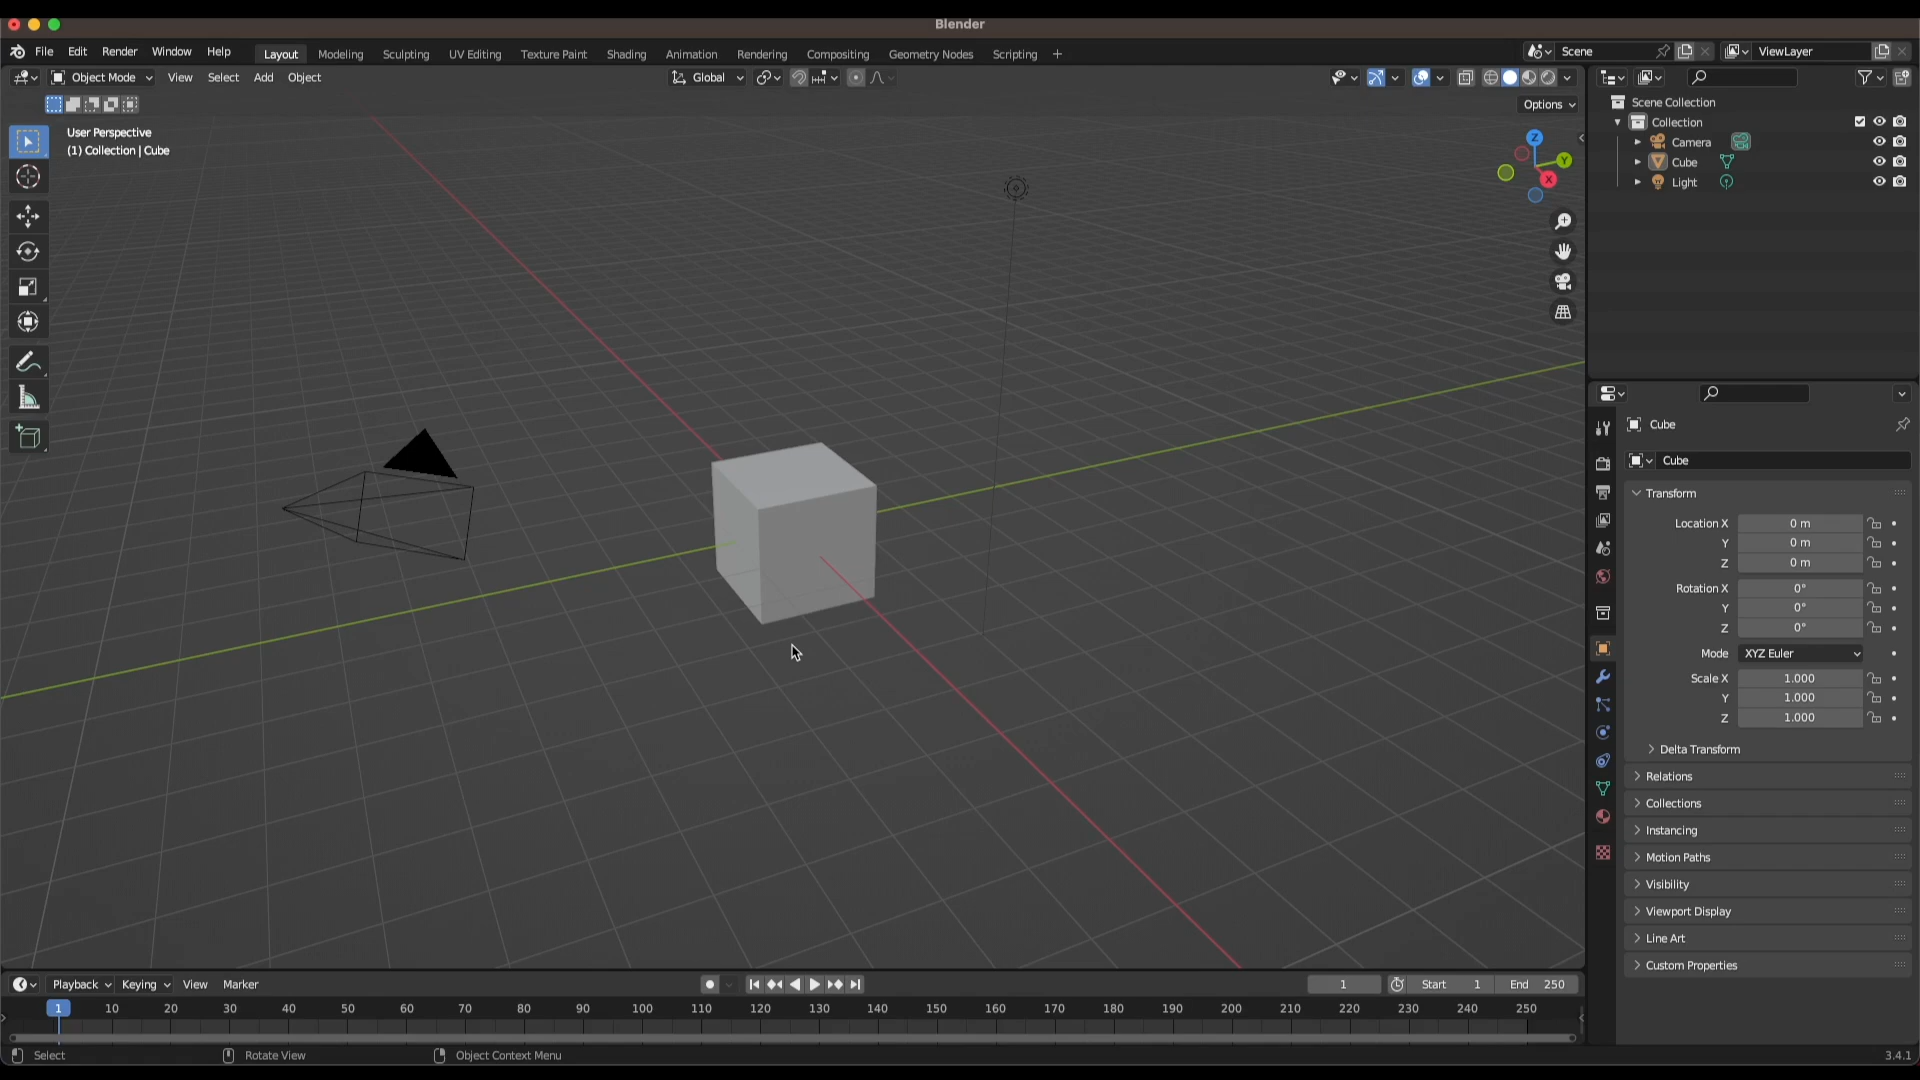 Blender
File Edit Render Window Help Layout Modeling Sculpting UV Editing Texture Paint Shading Animation Rendering Compositing Geometry Nodes Scripting + Scene ViewLayer
Object Mode View Select Add Object Global
Options
User Perspective
(1) Collection | Cube
Z
Y
X
Scene Collection
Collection
Camera
Cube
Light
Cube
Cube
Transform
Location X 0 m
Y 0 m
Z 0 m
Rotation X 0°
Y 0°
Z 0°
Mode XYZ Euler
Scale X 1.000
Y 1.000
Z 1.000
Delta Transform
Relations
Collections
Instancing
Motion Paths
Visibility
Viewport Display
Line Art
Custom Properties
Playback Keying View Marker 1 Start 1 End 250
1 10 20 30 40 50 60 70 80 90 100 110 120 130 140 150 160 170 180 190 200 210 220 230 240 250
Select Rotate View Object Context Menu 3.4.1